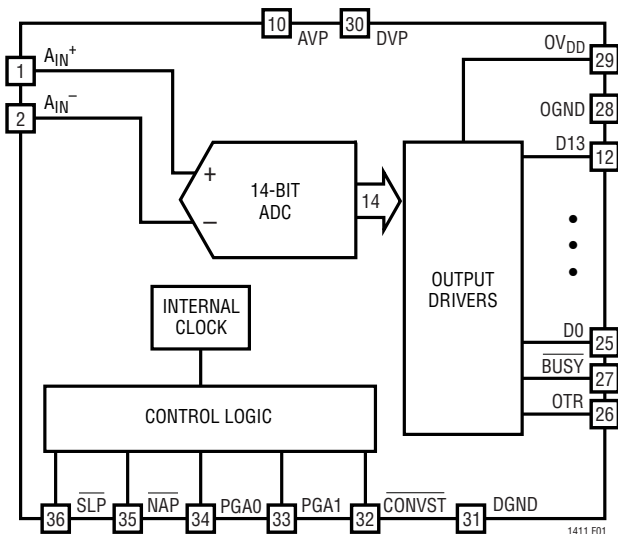 10 AVP 30 DVP
OVDD 29
1 AIN+
2 AIN−
OGND 28
D13 12
+
−
14-BIT
ADC
14
OUTPUT
DRIVERS
INTERNAL
CLOCK
CONTROL LOGIC
D0 25
BUSY 27
OTR 26
36 SLP 35 NAP 34 PGA0 33 PGA1 32 CONVST 31 DGND
1411 F01